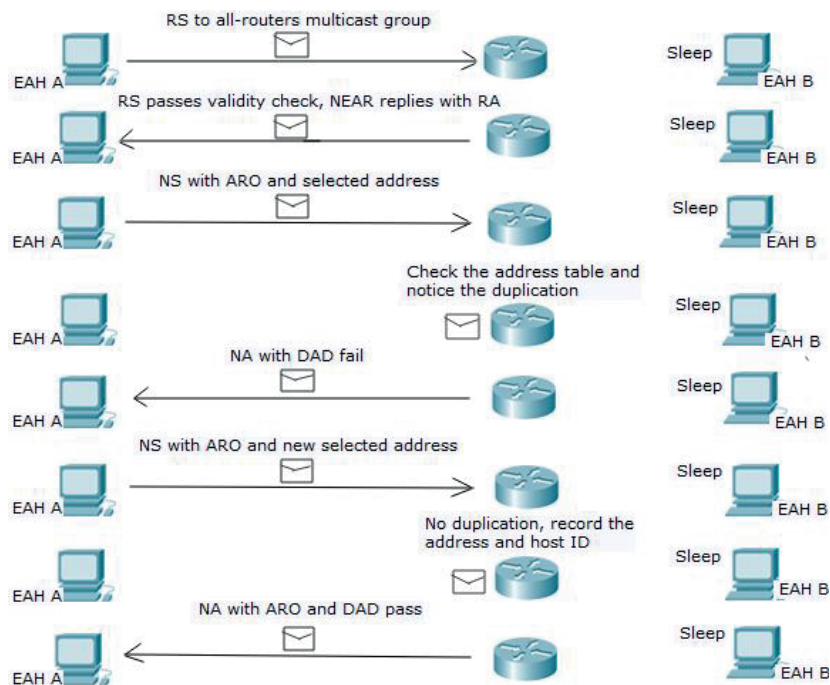 RS to all-routers multicast group
Sleep
EAH A
EAH B
RS passes validity check, NEAR replies with RA
Sleep
EAH A
EAH B
NS with ARO and selected address
Sleep
EAH A
EAH B
Check the address table and
notice the duplication
Sleep
EAH A
EAH B
NA with DAD fail
Sleep
EAH A
EAH B
NS with ARO and new selected address
Sleep
EAH A
EAH B
No duplication, record the
address and host ID
Sleep
EAH A
EAH B
NA with ARO and DAD pass
Sleep
EAH A
EAH B